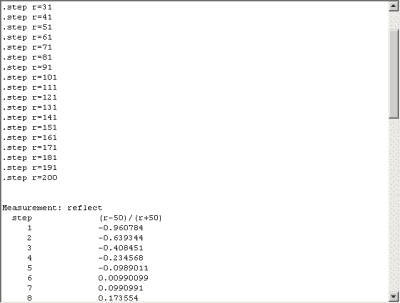 .step r=31
.step r=41
.step r=51
.step r=61
.step r=71
.step r=81
.step r=91
.step r=101
.step r=111
.step r=121
.step r=131
.step r=141
.step r=151
.step r=161
.step r=171
.step r=181
.step r=191
.step r=200
Measurement: reflect
step (r-50)/(r+50)
1 -0.960784
2 -0.639344
3 -0.408451
4 -0.234568
5 -0.0989011
6 0.00990099
7 0.0990991
8 0.173554